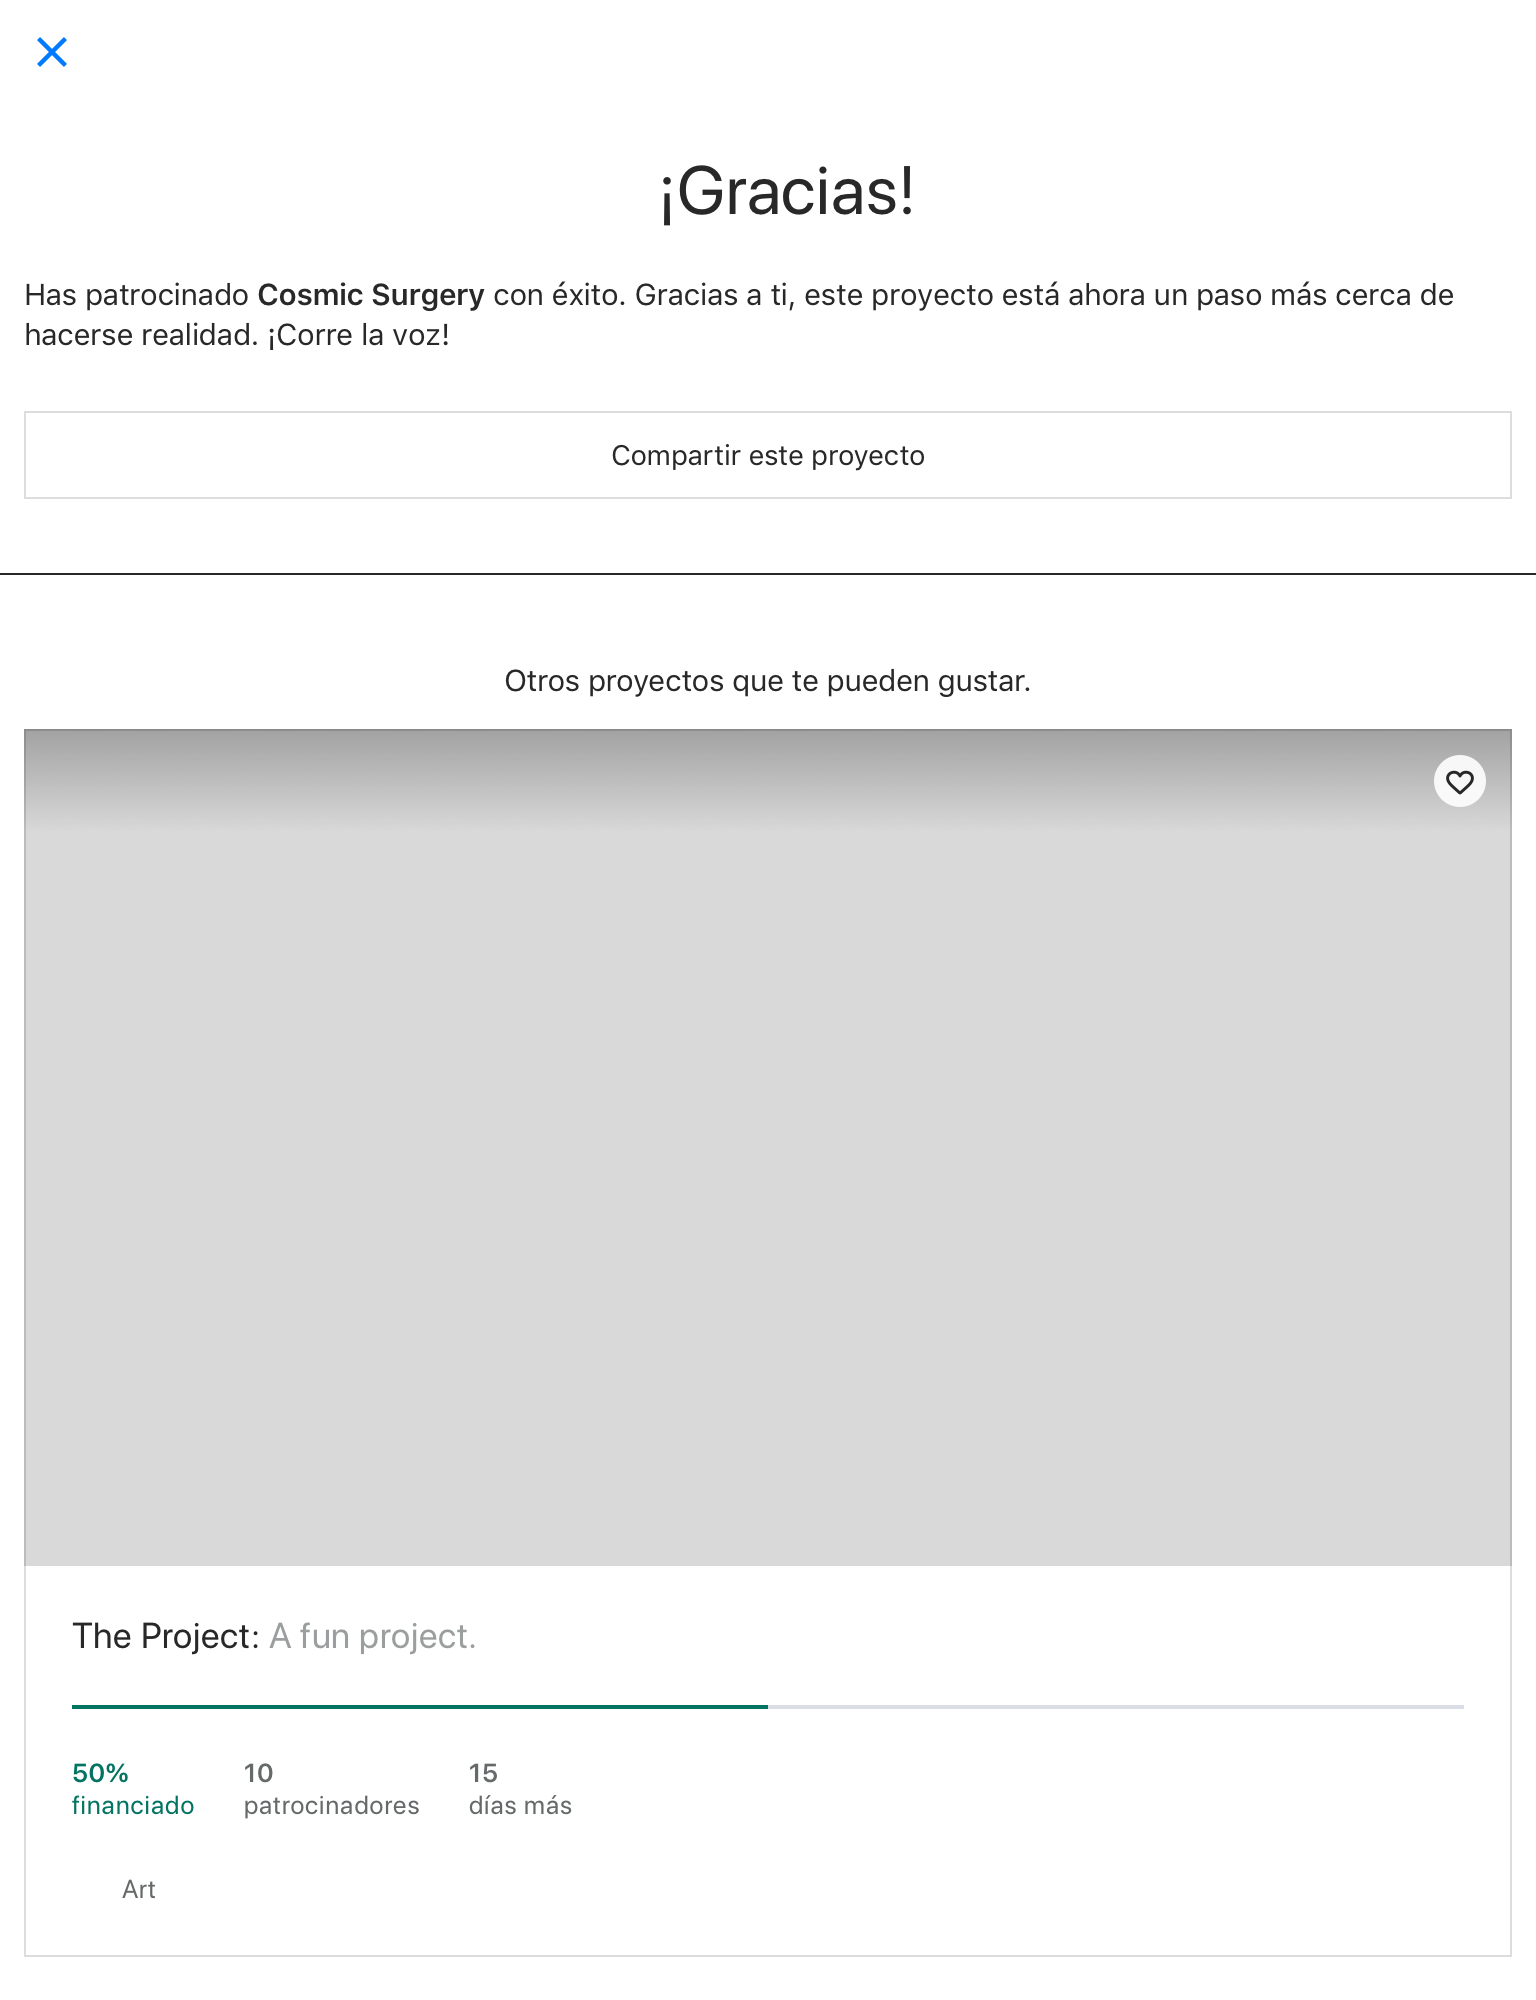 ¡Gracias!
Has patrocinado Cosmic Surgery con éxito. Gracias a ti, este proyecto está ahora un paso más cerca de
hacerse realidad. ¡Corre la voz!
Compartir este proyecto
Otros proyectos que te pueden gustar.
The Project: A fun project.
50% 10 15
financiado patrocinadores días más
Art